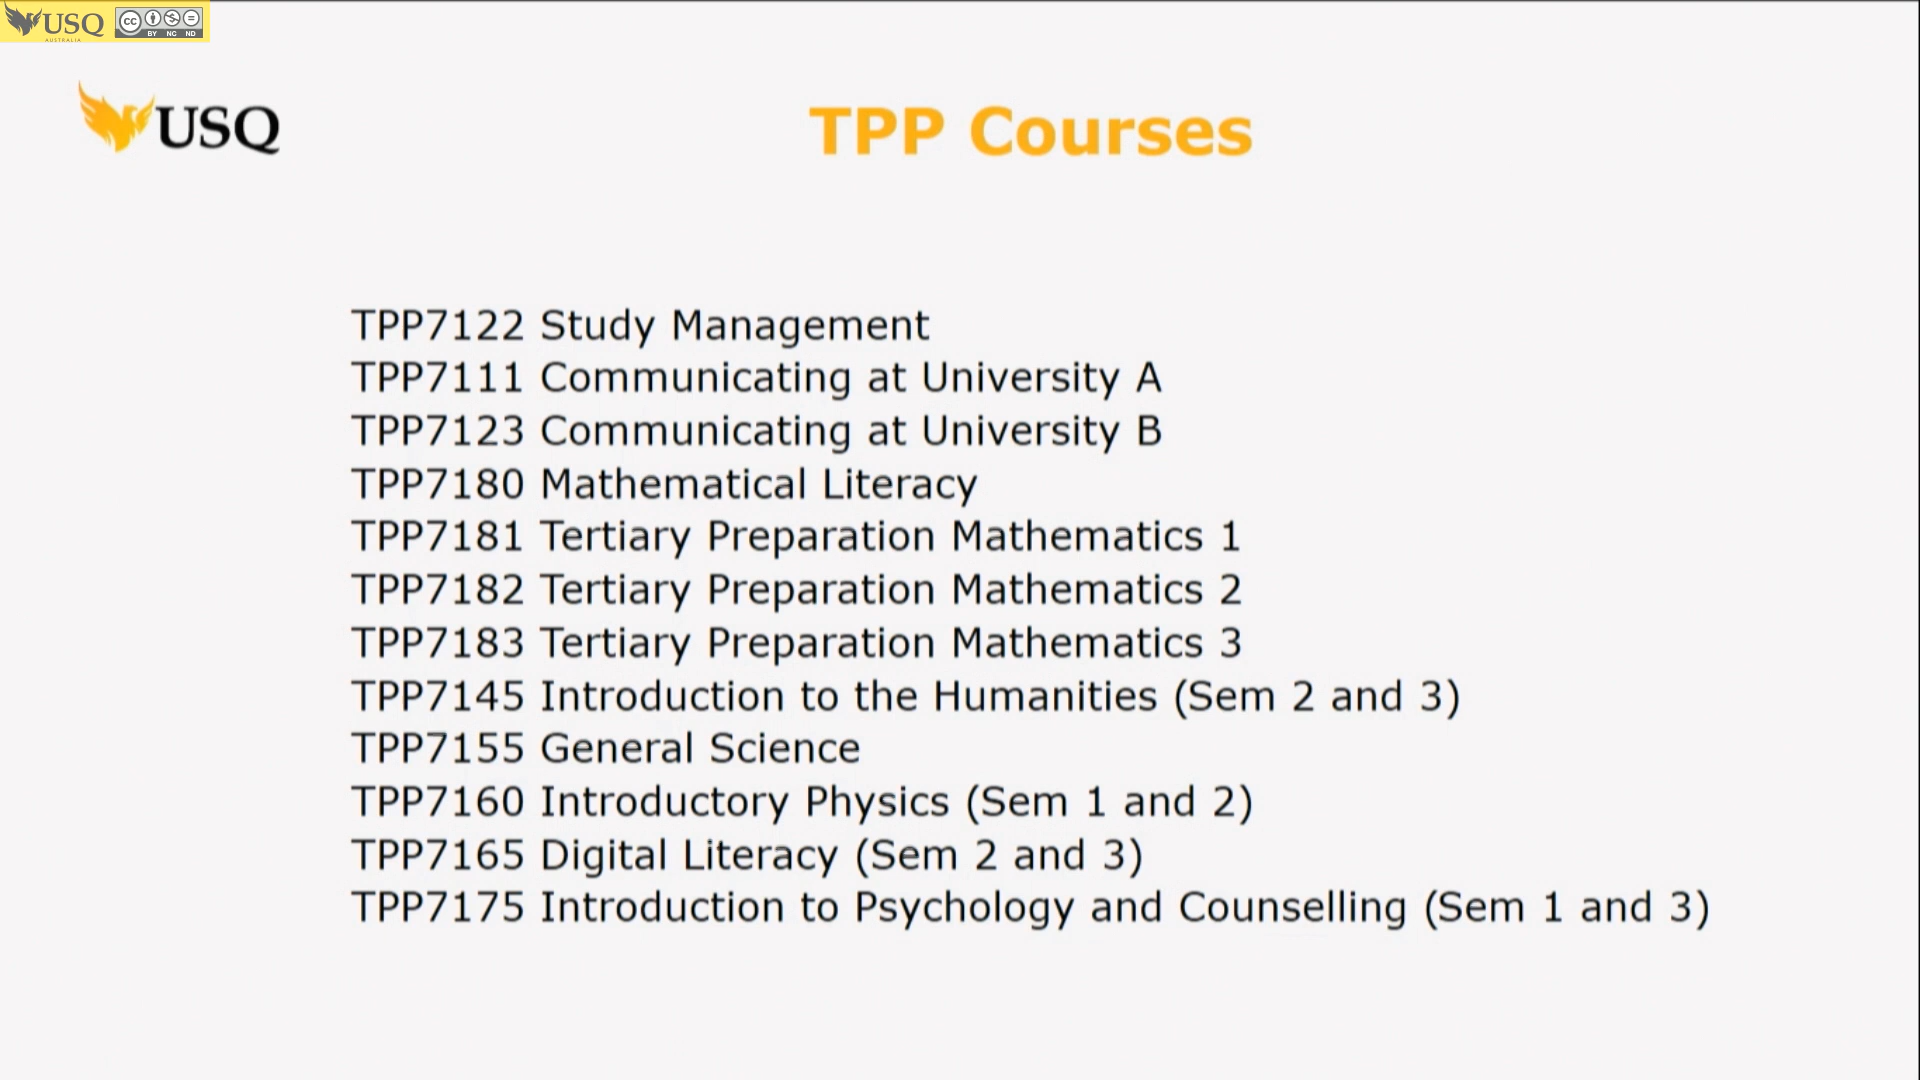 USQ
AUSTRALIA
cc
BY NC ND
USQ
TPP Courses
TPP7122 Study Management
TPP7111 Communicating at University A
TPP7123 Communicating at University B
TPP7180 Mathematical Literacy
TPP7181 Tertiary Preparation Mathematics 1
TPP7182 Tertiary Preparation Mathematics 2
TPP7183 Tertiary Preparation Mathematics 3
TPP7145 Introduction to the Humanities (Sem 2 and 3)
TPP7155 General Science
TPP7160 Introductory Physics (Sem 1 and 2)
TPP7165 Digital Literacy (Sem 2 and 3)
TPP7175 Introduction to Psychology and Counselling (Sem 1 and 3)